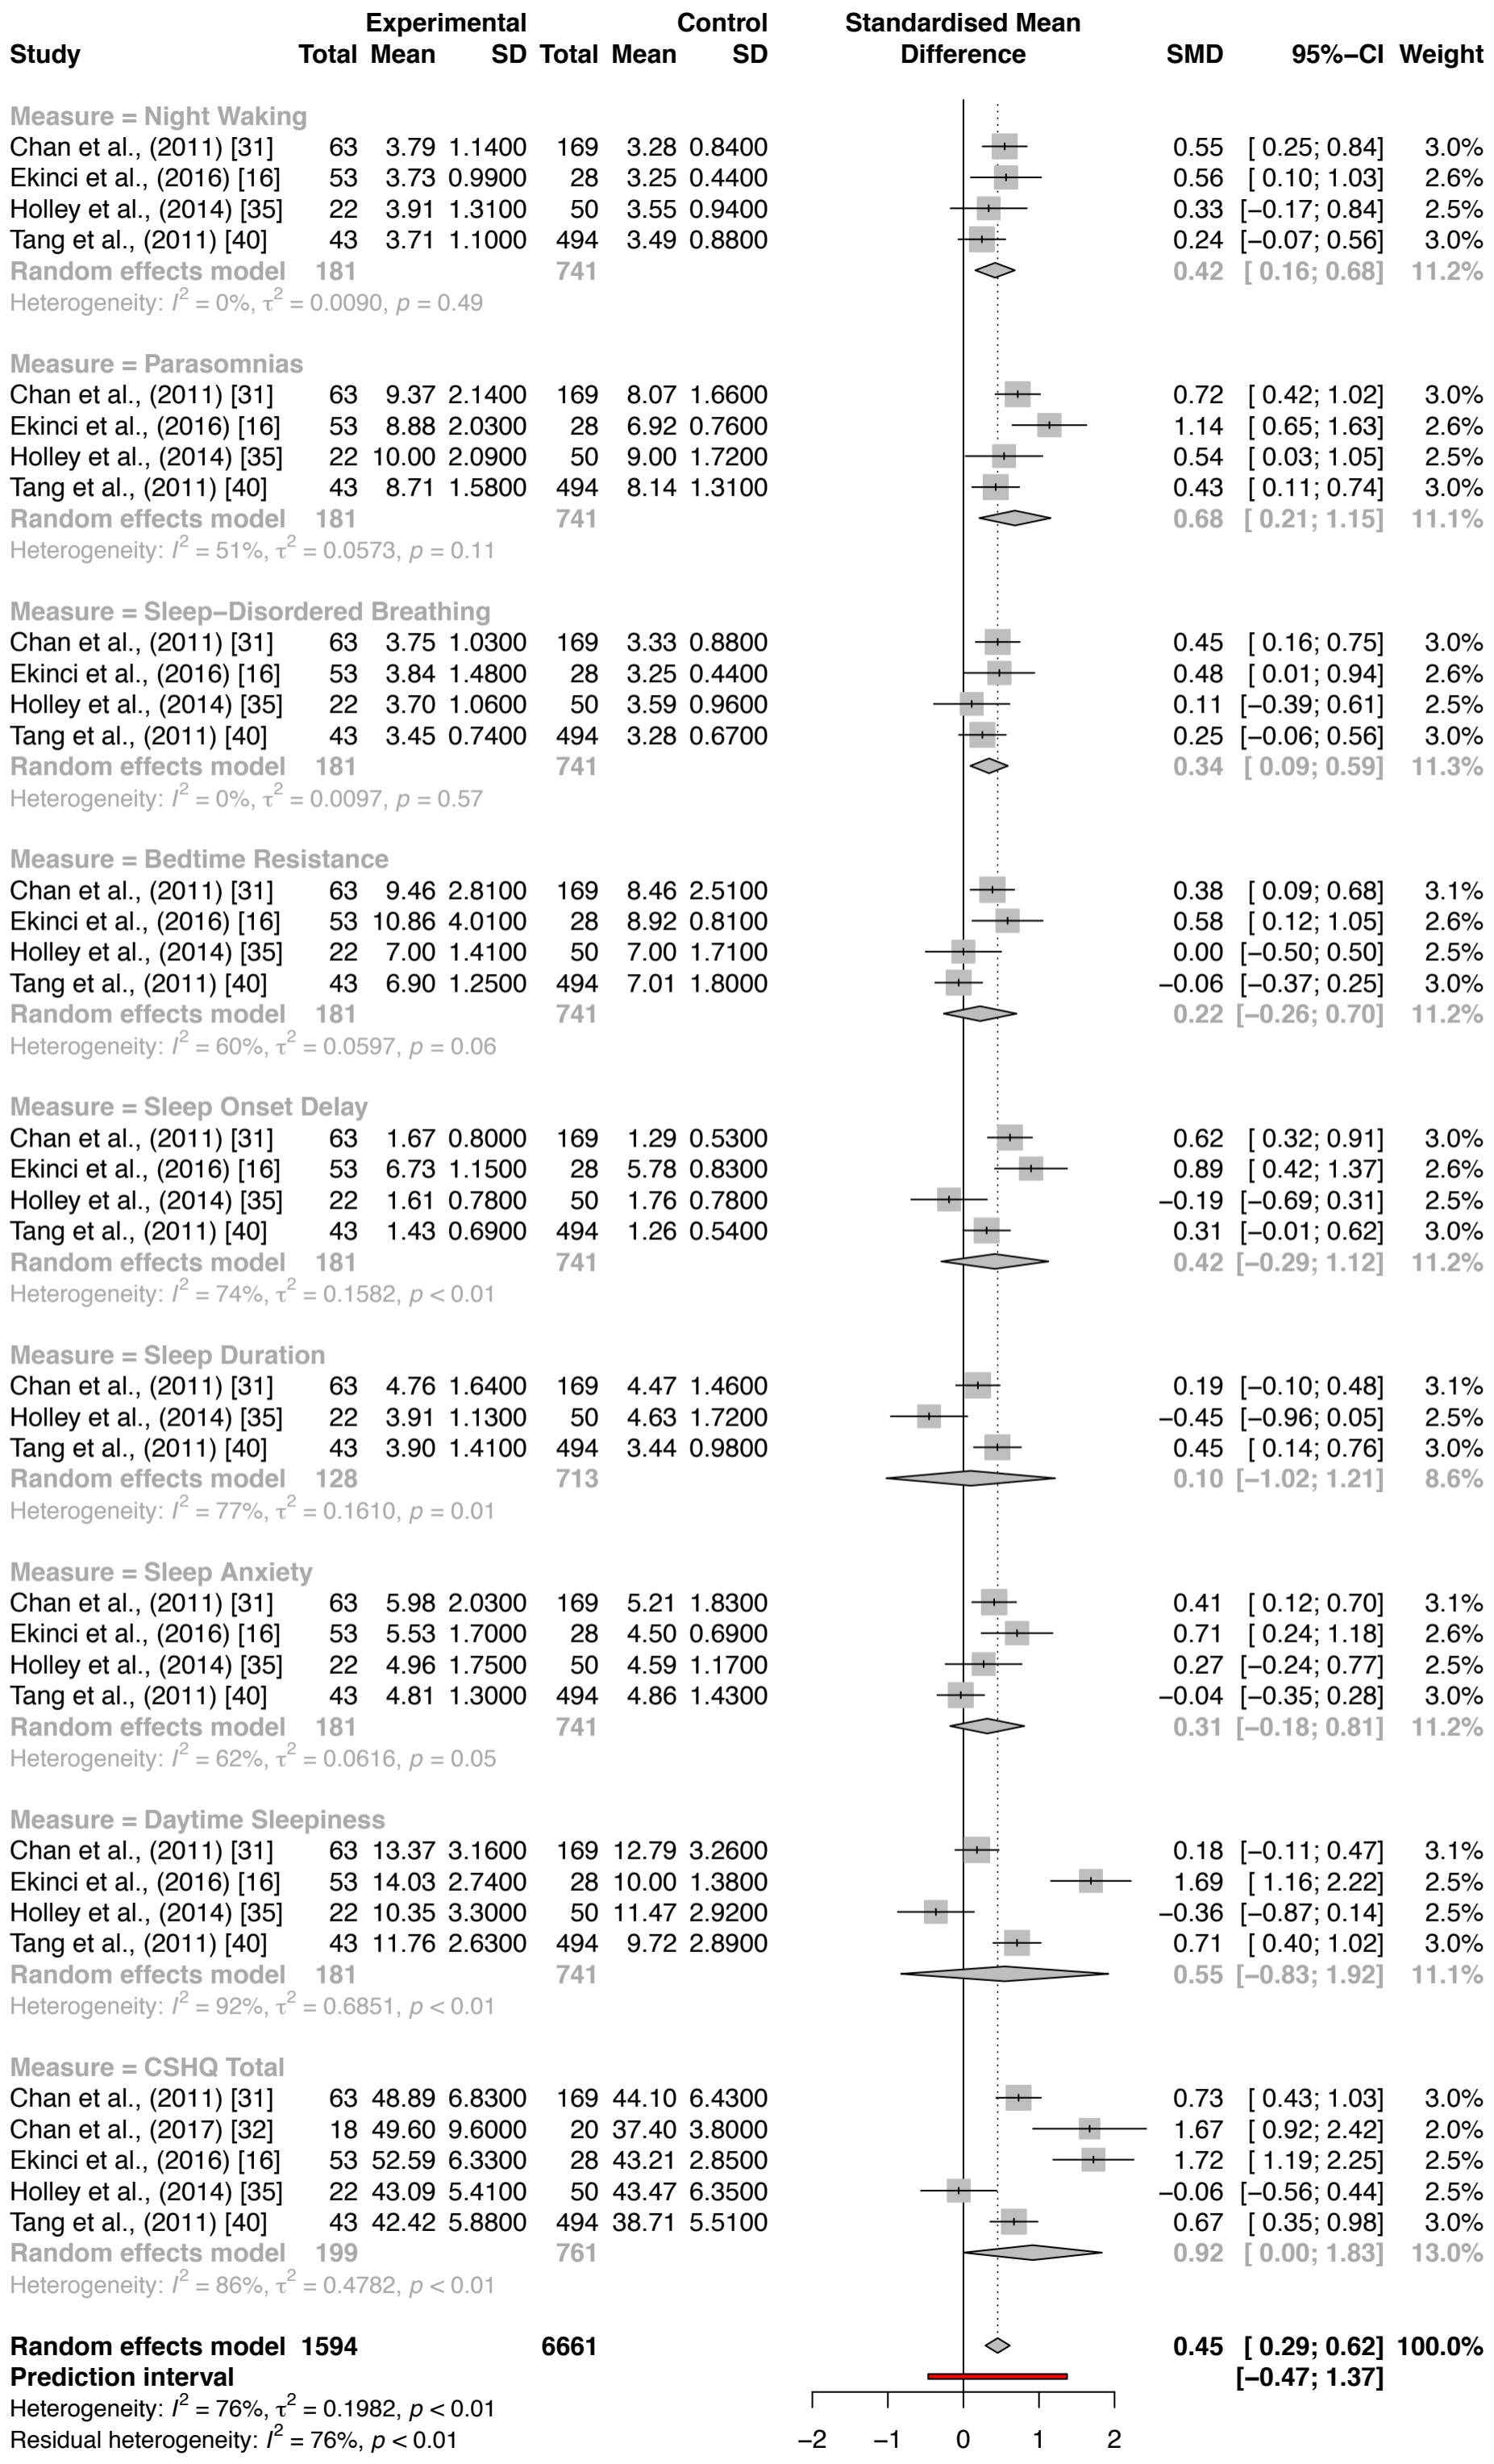 Experimental Control Standardised Mean
Study Total Mean SD Total Mean SD Difference SMD 95%−CI Weight
Measure = Night Waking
Chan et al., (2011) [31] 63 3.79 1.1400 169 3.28 0.8400 0.55 [ 0.25; 0.84] 3.0%
Ekinci et al., (2016) [16] 53 3.73 0.9900 28 3.25 0.4400 0.56 [ 0.10; 1.03] 2.6%
Holley et al., (2014) [35] 22 3.91 1.3100 50 3.55 0.9400 0.33 [−0.17; 0.84] 2.5%
Tang et al., (2011) [40] 43 3.71 1.1000 494 3.49 0.8800 0.24 [−0.07; 0.56] 3.0%
Random effects model 181 741 0.42 [ 0.16; 0.68] 11.2%
Heterogeneity: I² = 0%, τ² = 0.0090, p = 0.49
Measure = Parasomnias
Chan et al., (2011) [31] 63 9.37 2.1400 169 8.07 1.6600 0.72 [ 0.42; 1.02] 3.0%
Ekinci et al., (2016) [16] 53 8.88 2.0300 28 6.92 0.7600 1.14 [ 0.65; 1.63] 2.6%
Holley et al., (2014) [35] 22 10.00 2.0900 50 9.00 1.7200 0.54 [ 0.03; 1.05] 2.5%
Tang et al., (2011) [40] 43 8.71 1.5800 494 8.14 1.3100 0.43 [ 0.11; 0.74] 3.0%
Random effects model 181 741 0.68 [ 0.21; 1.15] 11.1%
Heterogeneity: I² = 51%, τ² = 0.0573, p = 0.11
Measure = Sleep−Disordered Breathing
Chan et al., (2011) [31] 63 3.75 1.0300 169 3.33 0.8800 0.45 [ 0.16; 0.75] 3.0%
Ekinci et al., (2016) [16] 53 3.84 1.4800 28 3.25 0.4400 0.48 [ 0.01; 0.94] 2.6%
Holley et al., (2014) [35] 22 3.70 1.0600 50 3.59 0.9600 0.11 [−0.39; 0.61] 2.5%
Tang et al., (2011) [40] 43 3.45 0.7400 494 3.28 0.6700 0.25 [−0.06; 0.56] 3.0%
Random effects model 181 741 0.34 [ 0.09; 0.59] 11.3%
Heterogeneity: I² = 0%, τ² = 0.0097, p = 0.57
Measure = Bedtime Resistance
Chan et al., (2011) [31] 63 9.46 2.8100 169 8.46 2.5100 0.38 [ 0.09; 0.68] 3.1%
Ekinci et al., (2016) [16] 53 10.86 4.0100 28 8.92 0.8100 0.58 [ 0.12; 1.05] 2.6%
Holley et al., (2014) [35] 22 7.00 1.4100 50 7.00 1.7100 0.00 [−0.50; 0.50] 2.5%
Tang et al., (2011) [40] 43 6.90 1.2500 494 7.01 1.8000 −0.06 [−0.37; 0.25] 3.0%
Random effects model 181 741 0.22 [−0.26; 0.70] 11.2%
Heterogeneity: I² = 60%, τ² = 0.0597, p = 0.06
Measure = Sleep Onset Delay
Chan et al., (2011) [31] 63 1.67 0.8000 169 1.29 0.5300 0.62 [ 0.32; 0.91] 3.0%
Ekinci et al., (2016) [16] 53 6.73 1.1500 28 5.78 0.8300 0.89 [ 0.42; 1.37] 2.6%
Holley et al., (2014) [35] 22 1.61 0.7800 50 1.76 0.7800 −0.19 [−0.69; 0.31] 2.5%
Tang et al., (2011) [40] 43 1.43 0.6900 494 1.26 0.5400 0.31 [−0.01; 0.62] 3.0%
Random effects model 181 741 0.42 [−0.29; 1.12] 11.2%
Heterogeneity: I² = 74%, τ² = 0.1582, p < 0.01
Measure = Sleep Duration
Chan et al., (2011) [31] 63 4.76 1.6400 169 4.47 1.4600 0.19 [−0.10; 0.48] 3.1%
Holley et al., (2014) [35] 22 3.91 1.1300 50 4.63 1.7200 −0.45 [−0.96; 0.05] 2.5%
Tang et al., (2011) [40] 43 3.90 1.4100 494 3.44 0.9800 0.45 [ 0.14; 0.76] 3.0%
Random effects model 128 713 0.10 [−1.02; 1.21] 8.6%
Heterogeneity: I² = 77%, τ² = 0.1610, p = 0.01
Measure = Sleep Anxiety
Chan et al., (2011) [31] 63 5.98 2.0300 169 5.21 1.8300 0.41 [ 0.12; 0.70] 3.1%
Ekinci et al., (2016) [16] 53 5.53 1.7000 28 4.50 0.6900 0.71 [ 0.24; 1.18] 2.6%
Holley et al., (2014) [35] 22 4.96 1.7500 50 4.59 1.1700 0.27 [−0.24; 0.77] 2.5%
Tang et al., (2011) [40] 43 4.81 1.3000 494 4.86 1.4300 −0.04 [−0.35; 0.28] 3.0%
Random effects model 181 741 0.31 [−0.18; 0.81] 11.2%
Heterogeneity: I² = 62%, τ² = 0.0616, p = 0.05
Measure = Daytime Sleepiness
Chan et al., (2011) [31] 63 13.37 3.1600 169 12.79 3.2600 0.18 [−0.11; 0.47] 3.1%
Ekinci et al., (2016) [16] 53 14.03 2.7400 28 10.00 1.3800 1.69 [ 1.16; 2.22] 2.5%
Holley et al., (2014) [35] 22 10.35 3.3000 50 11.47 2.9200 −0.36 [−0.87; 0.14] 2.5%
Tang et al., (2011) [40] 43 11.76 2.6300 494 9.72 2.8900 0.71 [ 0.40; 1.02] 3.0%
Random effects model 181 741 0.55 [−0.83; 1.92] 11.1%
Heterogeneity: I² = 92%, τ² = 0.6851, p < 0.01
Measure = CSHQ Total
Chan et al., (2011) [31] 63 48.89 6.8300 169 44.10 6.4300 0.73 [ 0.43; 1.03] 3.0%
Chan et al., (2017) [32] 18 49.60 9.6000 20 37.40 3.8000 1.67 [ 0.92; 2.42] 2.0%
Ekinci et al., (2016) [16] 53 52.59 6.3300 28 43.21 2.8500 1.72 [ 1.19; 2.25] 2.5%
Holley et al., (2014) [35] 22 43.09 5.4100 50 43.47 6.3500 −0.06 [−0.56; 0.44] 2.5%
Tang et al., (2011) [40] 43 42.42 5.8800 494 38.71 5.5100 0.67 [ 0.35; 0.98] 3.0%
Random effects model 199 761 0.92 [ 0.00; 1.83] 13.0%
Heterogeneity: I² = 86%, τ² = 0.4782, p < 0.01
Random effects model 1594 6661 0.45 [ 0.29; 0.62] 100.0%
Prediction interval [−0.47; 1.37]
Heterogeneity: I² = 76%, τ² = 0.1982, p < 0.01
Residual heterogeneity: I² = 76%, p < 0.01
−2 −1 0 1 2